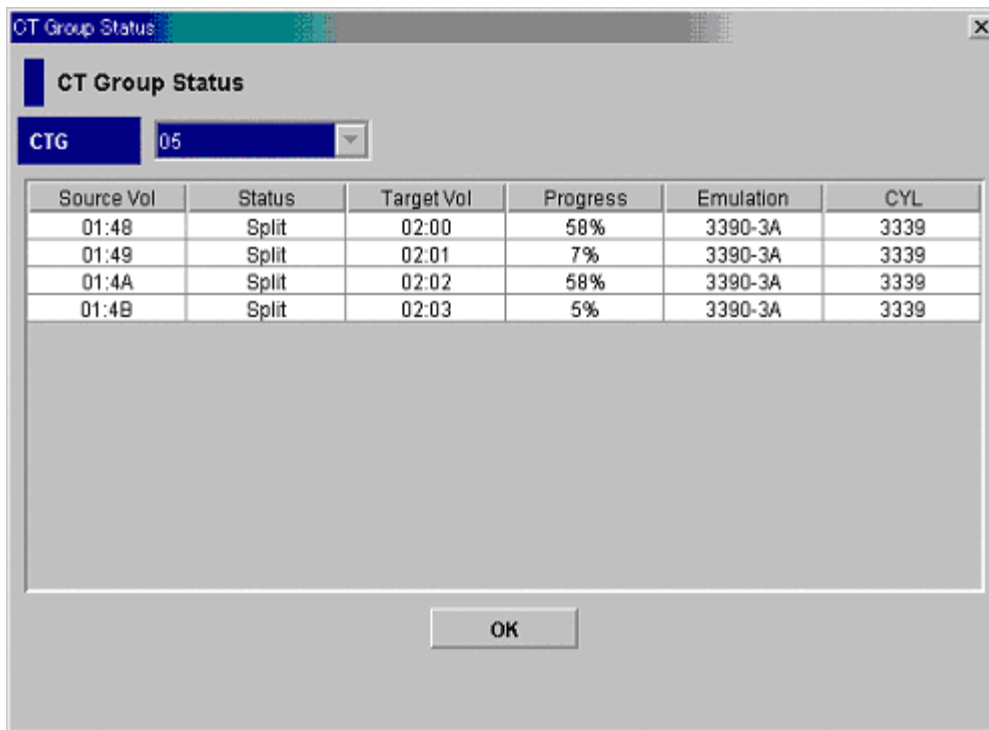 CT Group Status
CT Group Status
CTG 05
Source Vol Status Target Vol Progress Emulation CYL
01:48 Split 02:00 58% 3390-3A 3339
01:49 Split 02:01 7% 3390-3A 3339
01:4A Split 02:02 58% 3390-3A 3339
01:4B Split 02:03 5% 3390-3A 3339
OK